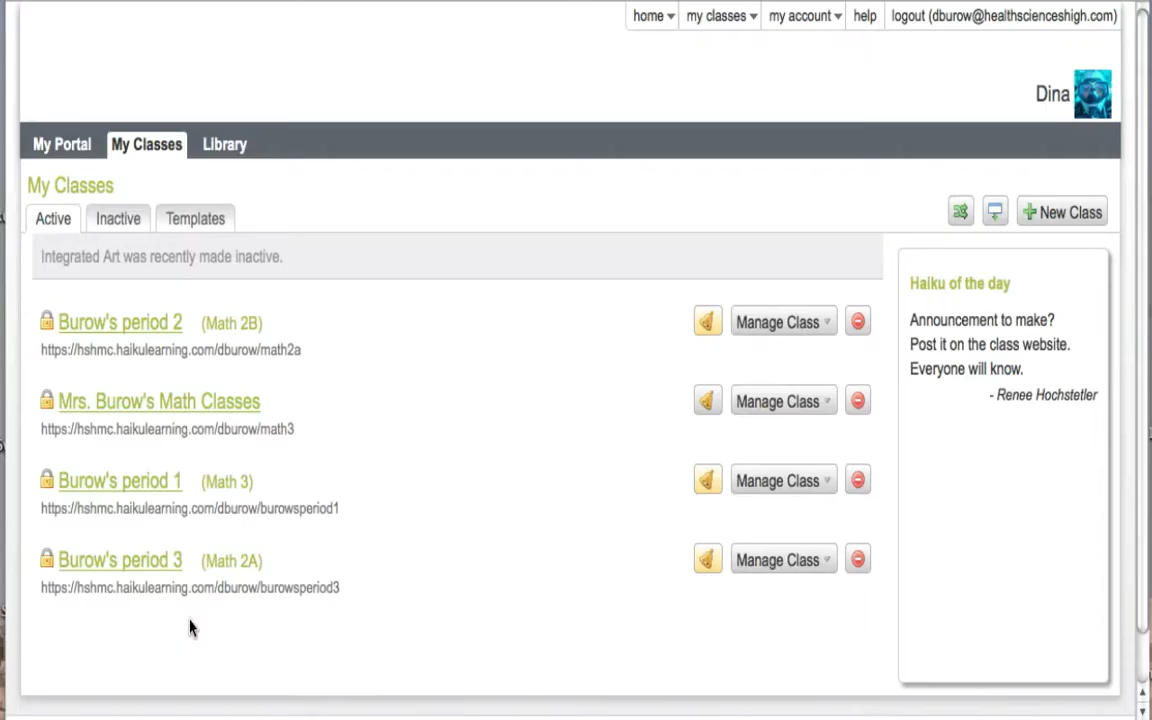 home my classes my account help logout (dburow@healthscienceshigh.com)
Dina
My Portal My Classes Library
My Classes
Active Inactive Templates
New Class
Integrated Art was recently made inactive.
Burow's period 2 (Math 2B)
Manage Class
https://hshmc.haikulearning.com/dburow/math2a
Mrs. Burow's Math Classes
Manage Class
https://hshmc.haikulearning.com/dburow/math3
Burow's period 1 (Math 3)
Manage Class
https://hshmc.haikulearning.com/dburow/burowsperiod1
Burow's period 3 (Math 2A)
Manage Class
https://hshmc.haikulearning.com/dburow/burowsperiod3
Haiku of the day
Announcement to make?
Post it on the class website.
Everyone will know.
- Renee Hochstetler